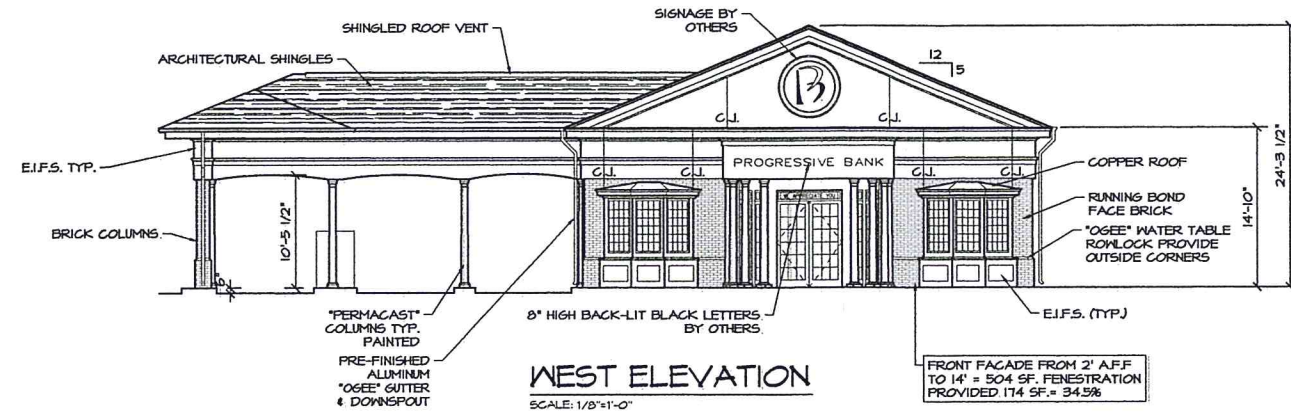 SIGNAGE BY
OTHERS
SHINGLED ROOF VENT
ARCHITECTURAL SHINGLES
12
5
B
C.J.
C.J.
24'-3 1/2"
E.I.F.S. TYP.
PROGRESSIVE BANK
COPPER ROOF
C.J.
C.J.
C.J.
C.J.
RUNNING BOND
FACE BRICK
14'-10"
BRICK COLUMNS
10'-5 1/2"
"OGEE" WATER TABLE
ROWLOCK PROVIDE
OUTSIDE CORNERS
6"
"PERMACAST"
COLUMNS TYP.
PAINTED
8" HIGH BACK-LIT BLACK LETTERS
BY OTHERS
E.I.F.S. (TYP.)
PRE-FINISHED
ALUMINUM
"OGEE" GUTTER
& DOWNSPOUT
WEST ELEVATION
SCALE: 1/8"=1'-0"
FRONT FACADE FROM 2' A.F.F
TO 14' = 504 SF. FENESTRATION
PROVIDED 174 SF.= 34.5%